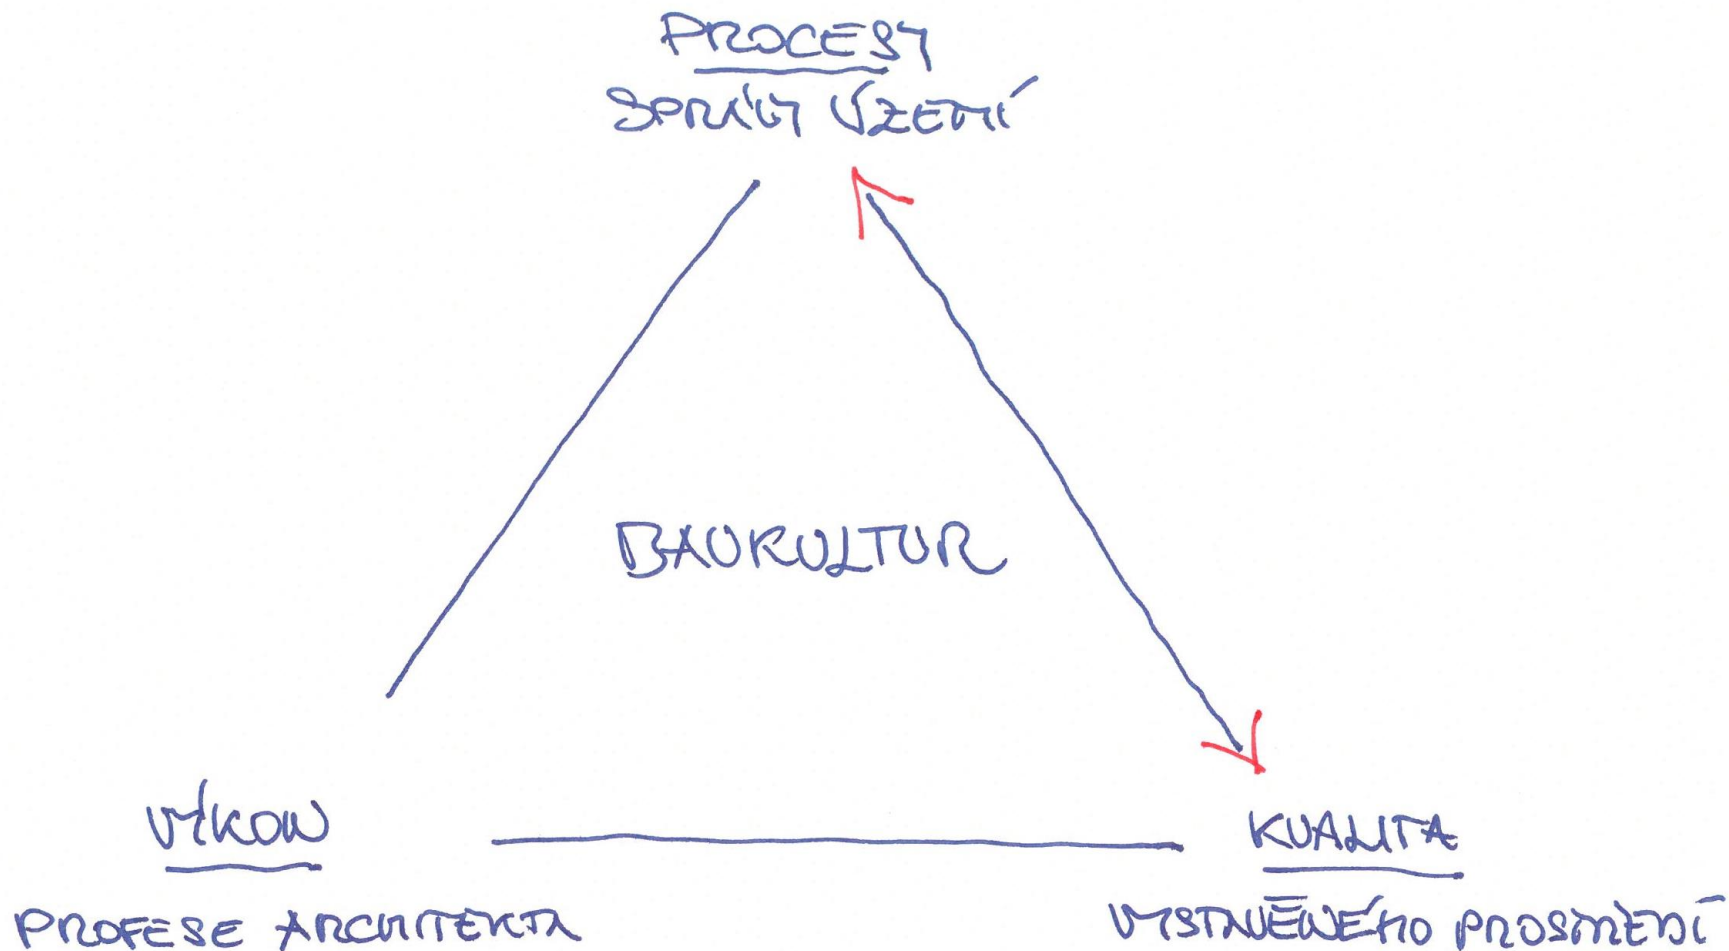 PROCESY
SPRÁVY ÚZEMÍ
BAUKULTUR
VÝKON
KVALITA
PROFESE ARCHITEKTA
VYSTAVĚNÉHO PROSTŘEDÍ